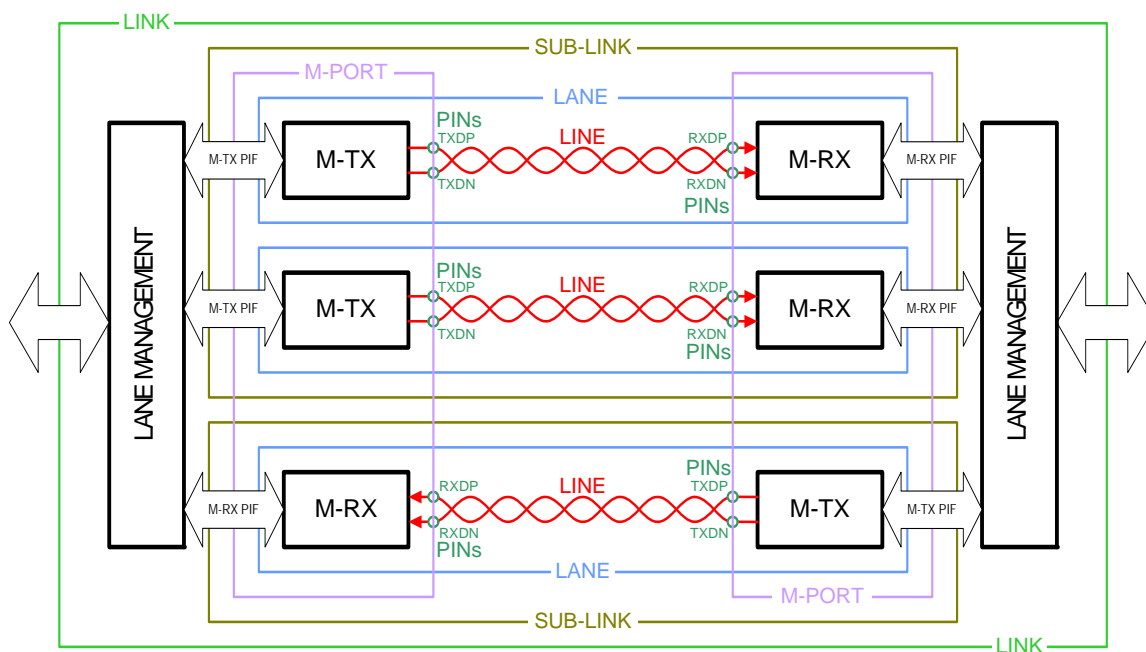 LINK
SUB-LINK
M-PORT
LANE
PINs
TXDP
LINE
RXDP
M-TX PIF
M-TX
M-RX
M-RX PIF
TXDN
RXDN
PINs
PINs
TXDP
LINE
RXDP
M-TX PIF
M-TX
M-RX
M-RX PIF
TXDN
RXDN
PINs
LANE MANAGEMENT
LANE MANAGEMENT
PINs
RXDP
LINE
TXDP
M-RX PIF
M-RX
M-TX
M-TX PIF
RXDN
TXDN
PINs
LANE
M-PORT
SUB-LINK
LINK